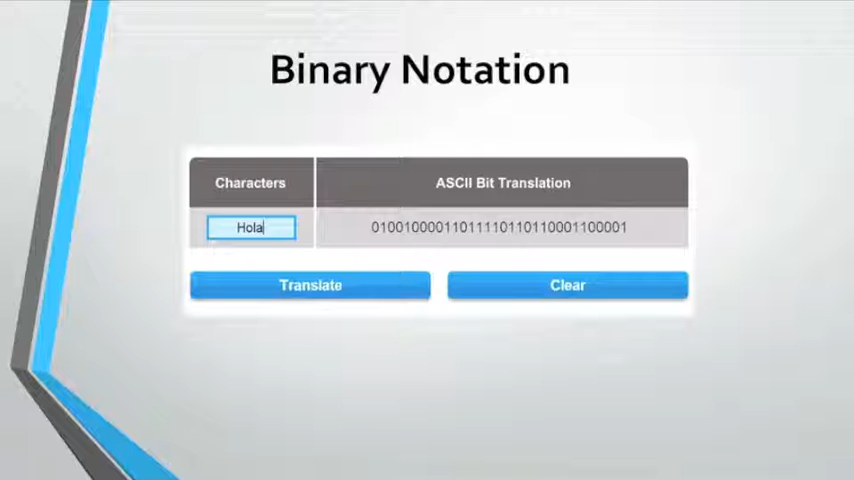 Binary Notation
Characters
ASCII Bit Translation
Hola
01001000011011110110110001100001
Translate
Clear